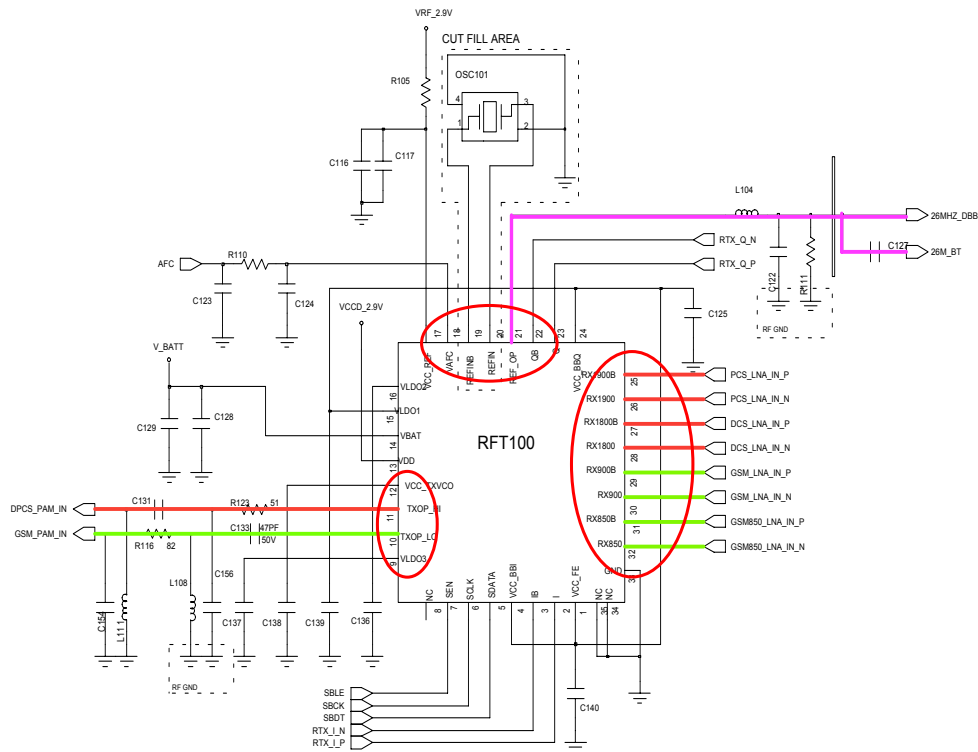 VRF_2.9V
CUT FILL AREA
R105
OSC101
4
3
1
2
C116
C117
L104
26MHZ_DBB
C127
26M_BT
C122
R111
RF GND
RTX_Q_N
RTX_Q_P
AFC
R110
C123
C124
VCCD_2.9V
C125
V_BATT
C129
C128
17
18
19
20
21
22
23
24
VCC_REF
VAFC
REFINB
REFIN
REF_OP
QB
Q
VCC_BBQ
VLDO2
16
VLDO1
15
VBAT
14
VDD
13
VCC_TXVCO
12
TXOP_HI
11
TXOP_LO
10
VLDO3
9
RFT100
RX1900B
25
PCS_LNA_IN_P
RX1900
26
PCS_LNA_IN_N
RX1800B
27
DCS_LNA_IN_P
RX1800
28
DCS_LNA_IN_N
RX900B
29
GSM_LNA_IN_P
RX900
30
GSM_LNA_IN_N
RX850B
31
GSM850_LNA_IN_P
RX850
32
GSM850_LNA_IN_N
GND
DPCS_PAM_IN
C131
R123
51
GSM_PAM_IN
R116
82
C133
47PF
50V
C154
L111
L108
C156
RF GND
C137
C138
C139
C136
NC
SEN
SCLK
SDATA
VCC_BBI
IB
I
VCC_FE
NC
NC
8
7
6
5
4
3
2
1
35
34
C140
SBLE
SBCK
SBDT
RTX_I_N
RTX_I_P